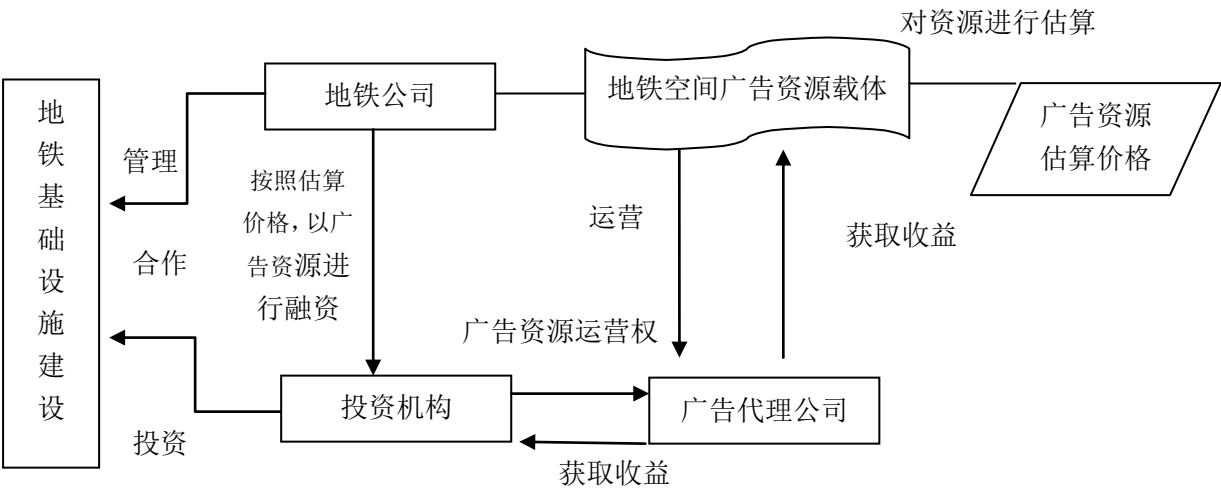 对资源进行估算
地铁公司
地铁空间广告资源载体
广告资源
估算价格
地
铁
基
础
设
施
建
设
管理
合作
投资
按照估算
价格，以广
告资源进
行融资
运营
获取收益
广告资源运营权
投资机构
广告代理公司
获取收益